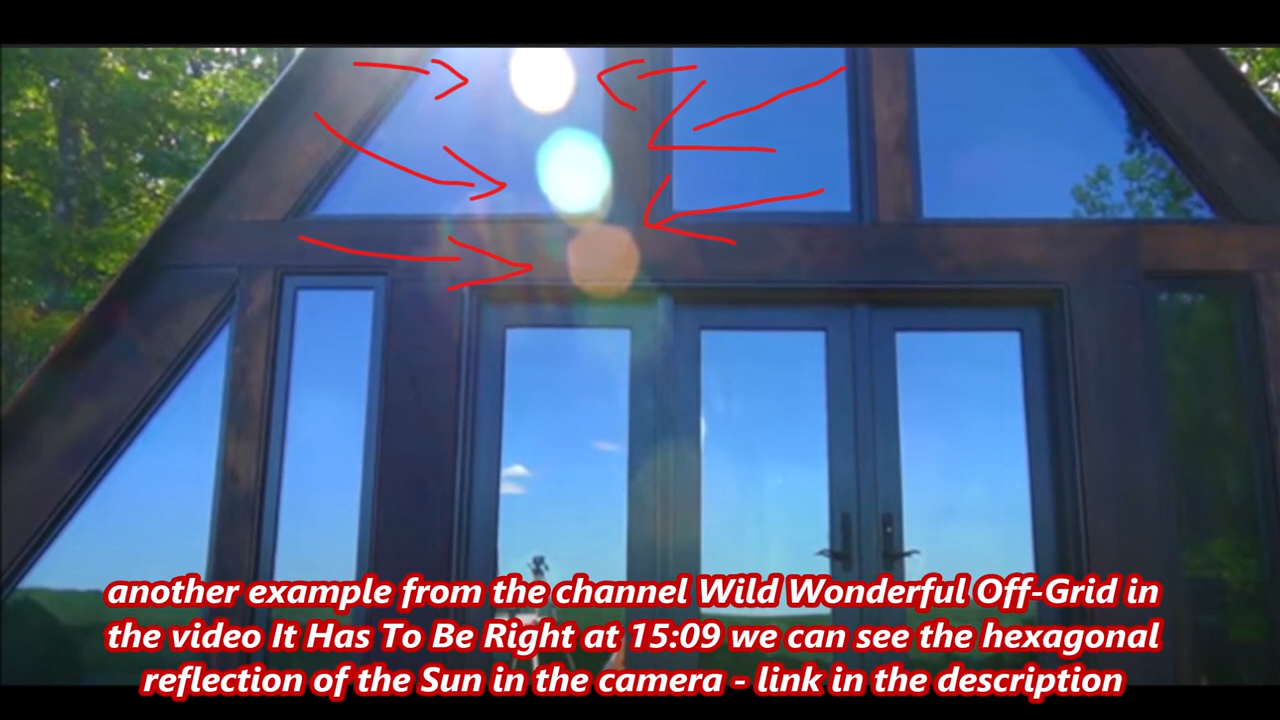 another example from the channel Wild Wonderful Off-Grid in
the video It Has To Be Right at 15:09 we can see the hexagonal
reflection of the Sun in the camera - link in the description